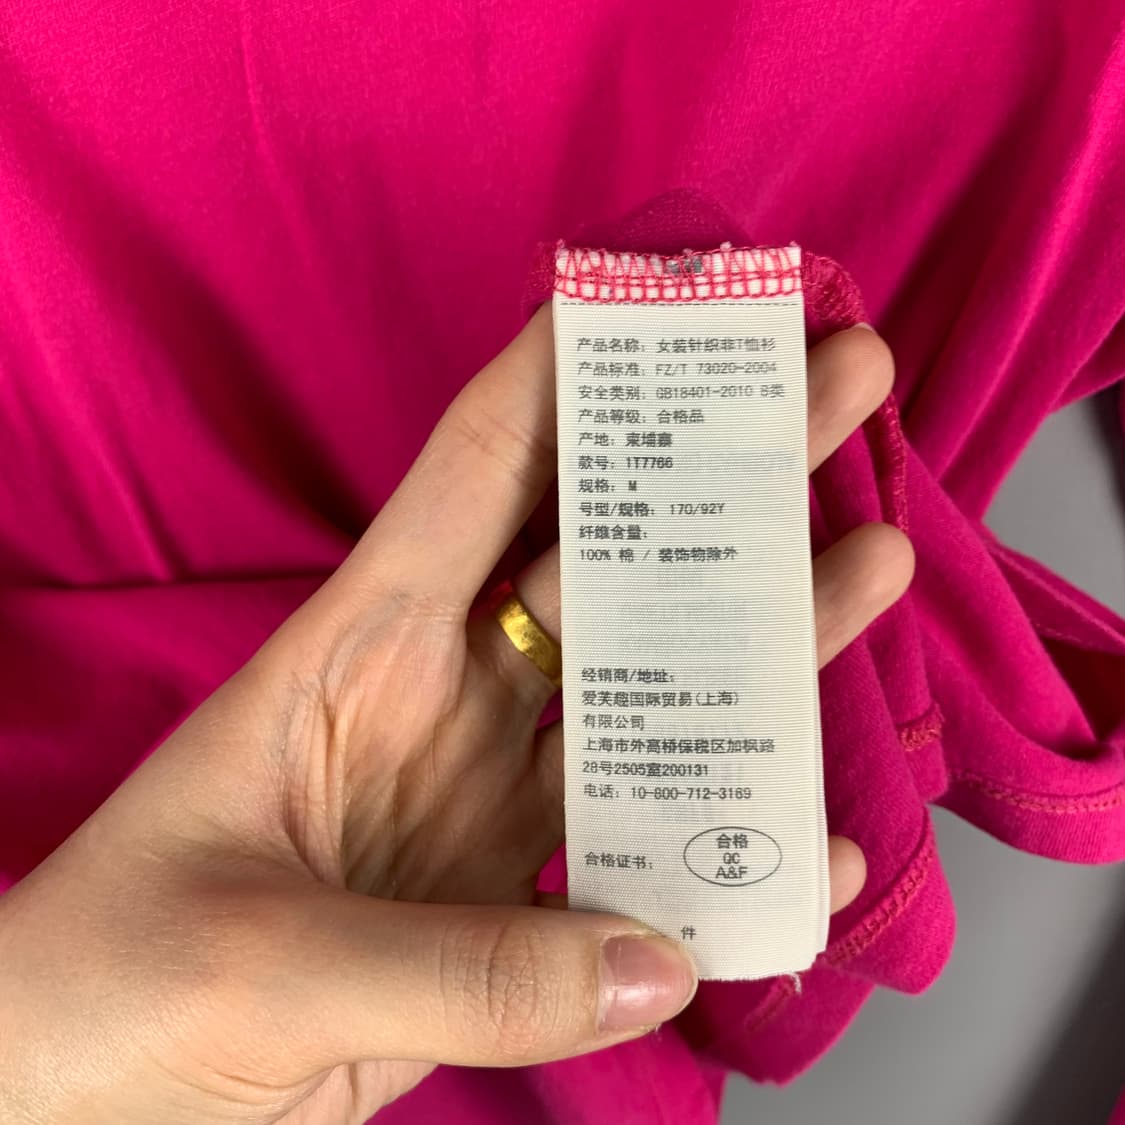 产品名称: 女装针织非T恤衫
产品标准: FZ/T 73020-2004
安全类别: GB18401-2010 B类
产品等级: 合格品
产地: 柬埔寨
款号: 1T7766
规格: M
号型/规格: 170/92Y
纤维含量:
100% 棉 / 装饰物除外
经销商/地址:
爱芙趣国际贸易(上海)
有限公司
上海市外高桥保税区加枫路
28号2505室200131
电话: 10-800-712-3169
合格证书:
合格
QC
A&F
件